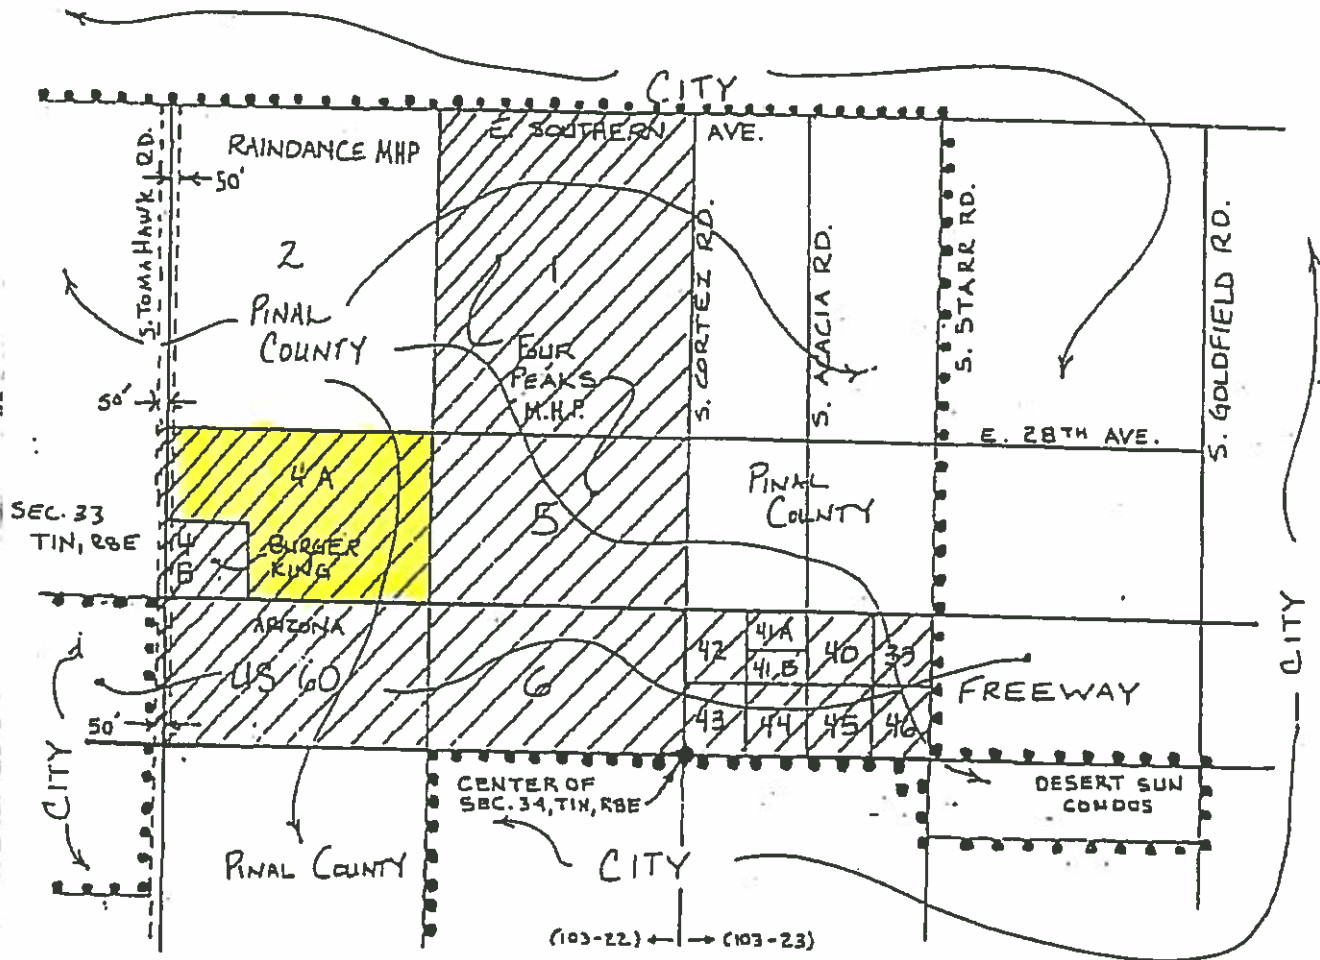 CITY
E. SOUTHERN AVE.
S. TOMAHAWK RD.
RAINDANCE MHP
50'
2
1
PINAL
COUNTY
FOUR
PEAKS
M.H.P.
S. CORTEZ RD.
S. ACACIA RD.
S. STARR RD.
S. GOLDFIELD RD.
50'
E. 28TH AVE.
4A
SEC. 33
T1N, R8E
4
B
BURGER
KING
5
PINAL
COUNTY
ARIZONA
US 60
6
42
41A
41B
40
39
43
44
45
46
FREEWAY
50'
CITY
CITY
CENTER OF
SEC. 34, T1N, R8E
DESERT SUN
CONDOS
PINAL COUNTY
CITY
(103-22)
(103-23)